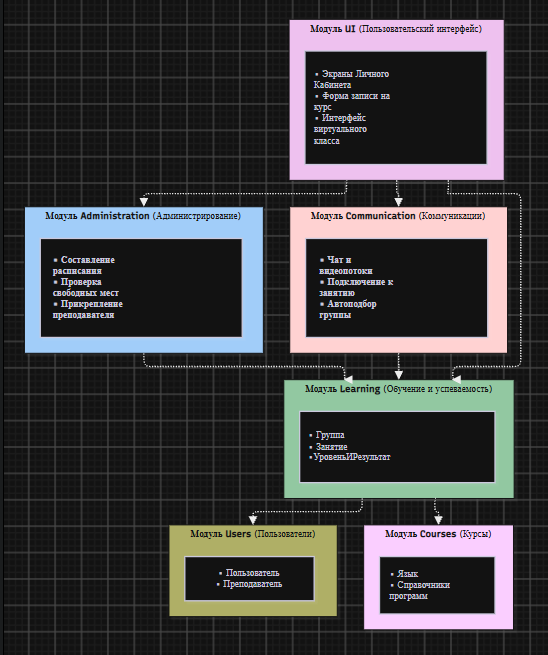 Модуль UI (Пользовательский интерфейс)
▪ Экраны Личного
Кабинета
▪ Форма записи на
курс
▪ Интерфейс
виртуального
класса
Модуль Administration (Администрирование)
▪ Составление
расписания
▪ Проверка
свободных мест
▪ Прикрепление
преподавателя
Модуль Communication (Коммуникации)
▪ Чат и
видеопотоки
▪ Подключение к
занятию
▪ Автоподбор
группы
Модуль Learning (Обучение и успеваемость)
▪ Группа
▪ Занятие
▪УровеньИРезультат
Модуль Users (Пользователи)
▪ Пользователь
▪ Преподаватель
Модуль Courses (Курсы)
▪ Язык
▪ Справочники
программ